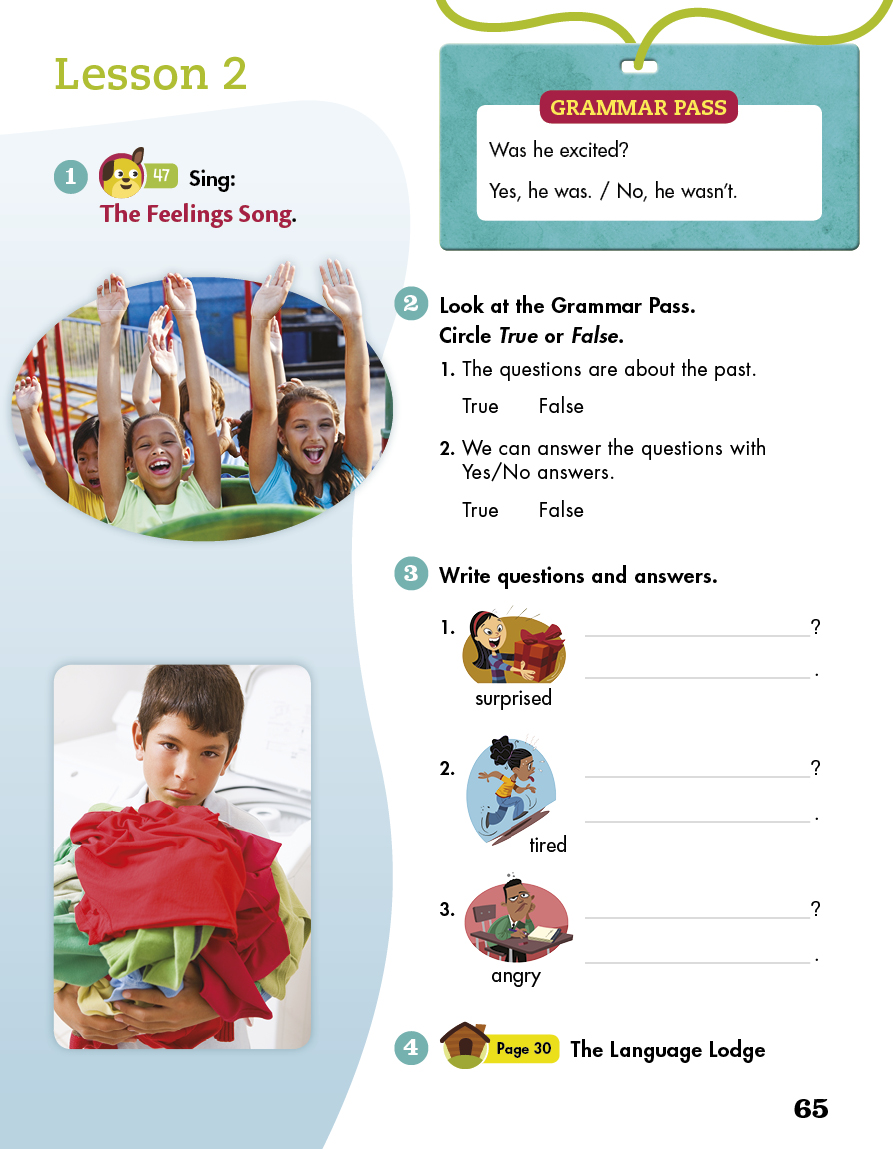 Lesson 2
1
47
Sing:
The Feelings Song.
GRAMMAR PASS
Was he excited?
Yes, he was. / No, he wasn't.
2
Look at the Grammar Pass.
Circle True or False.
1. The questions are about the past.
True False
2. We can answer the questions with
Yes/No answers.
True False
3
Write questions and answers.
1. ?
.
surprised
2. ?
.
tired
3. ?
.
angry
4
Page 30
The Language Lodge
65